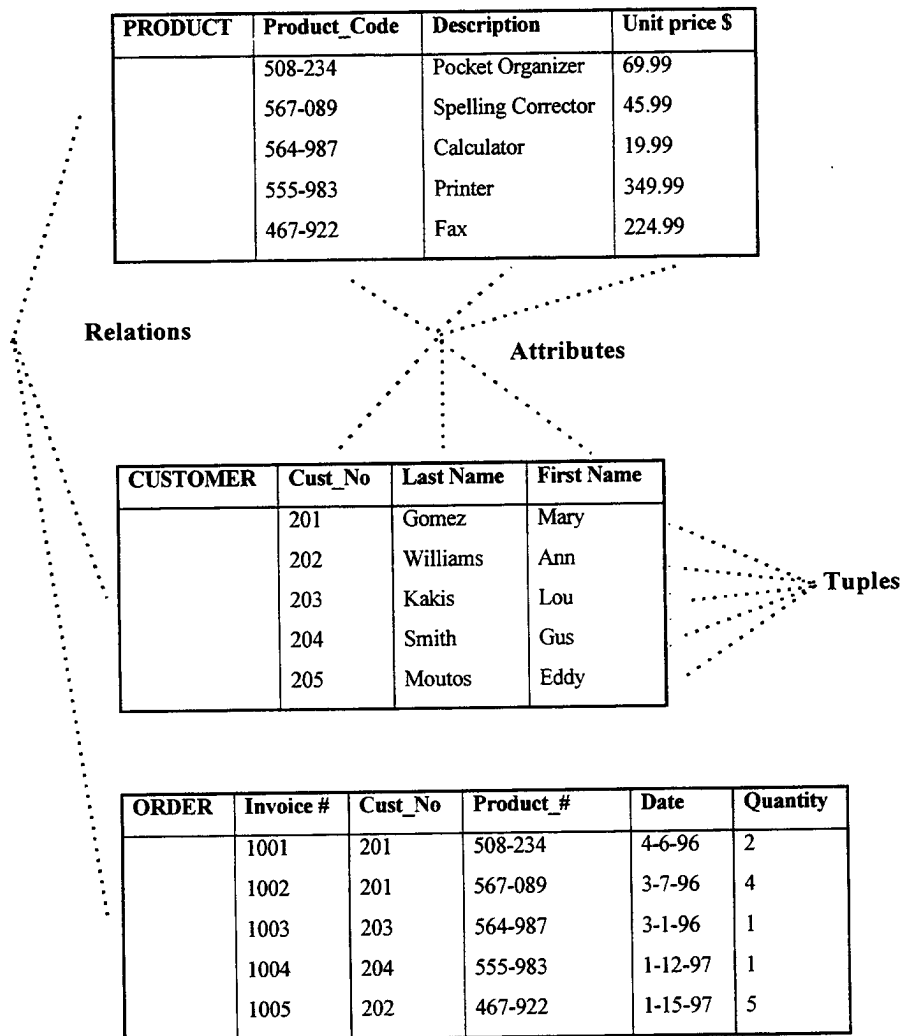 PRODUCT Product_Code Description Unit price $
508-234 Pocket Organizer 69.99
567-089 Spelling Corrector 45.99
564-987 Calculator 19.99
555-983 Printer 349.99
467-922 Fax 224.99
Relations
Attributes
CUSTOMER Cust_No Last Name First Name
201 Gomez Mary
202 Williams Ann
203 Kakis Lou
204 Smith Gus
205 Moutos Eddy
Tuples
ORDER Invoice # Cust_No Product_# Date Quantity
1001 201 508-234 4-6-96 2
1002 201 567-089 3-7-96 4
1003 203 564-987 3-1-96 1
1004 204 555-983 1-12-97 1
1005 202 467-922 1-15-97 5